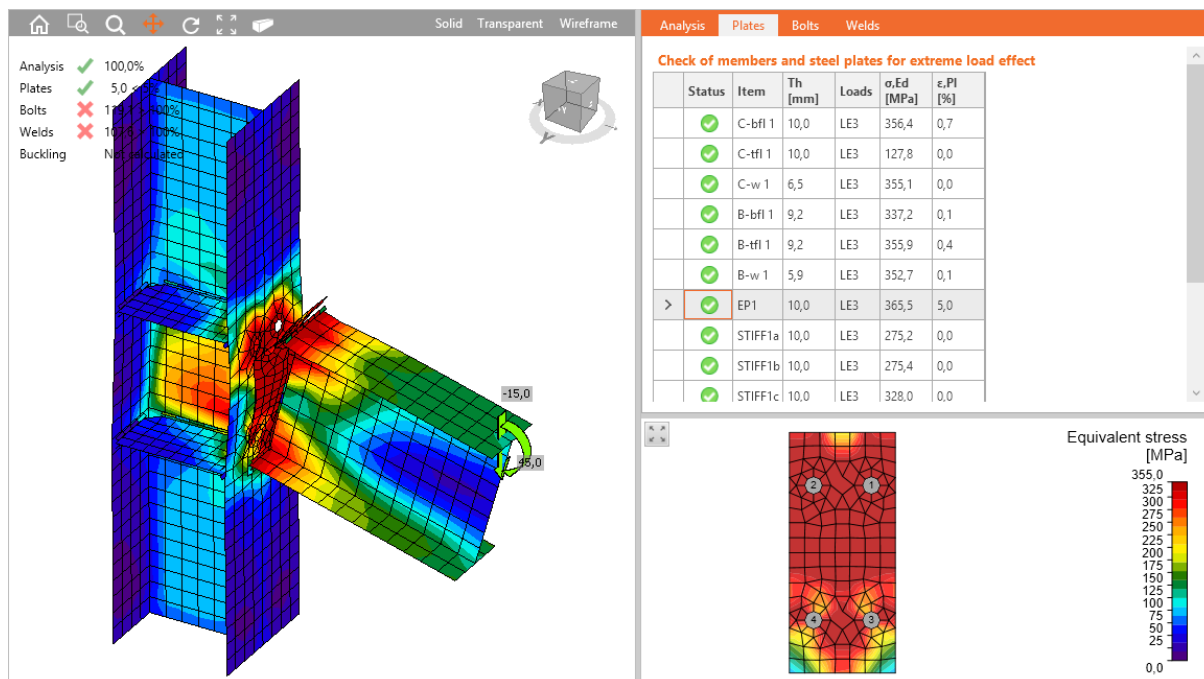 Solid Transparent Wireframe
Analysis 100,0%
Plates 5,0 <
Bolts
Welds
Buckling Not calculated
-15,0
45,0
Analysis Plates Bolts Welds
Check of members and steel plates for extreme load effect
Status Item Th [mm] Loads σ,Ed [MPa] ε,Pl [%]
C-bfl 1 10,0 LE3 356,4 0,7
C-tfl 1 10,0 LE3 127,8 0,0
C-w 1 6,5 LE3 355,1 0,0
B-bfl 1 9,2 LE3 337,2 0,1
B-tfl 1 9,2 LE3 355,9 0,4
B-w 1 5,9 LE3 352,7 0,1
EP1 10,0 LE3 365,5 5,0
STIFF1a 10,0 LE3 275,2 0,0
STIFF1b 10,0 LE3 275,4 0,0
STIFF1c 10,0 LE3 328,0 0,0
2 1
4 3
Equivalent stress
[MPa]
355,0
325
300
275
250
225
200
175
150
125
100
75
50
25
0,0